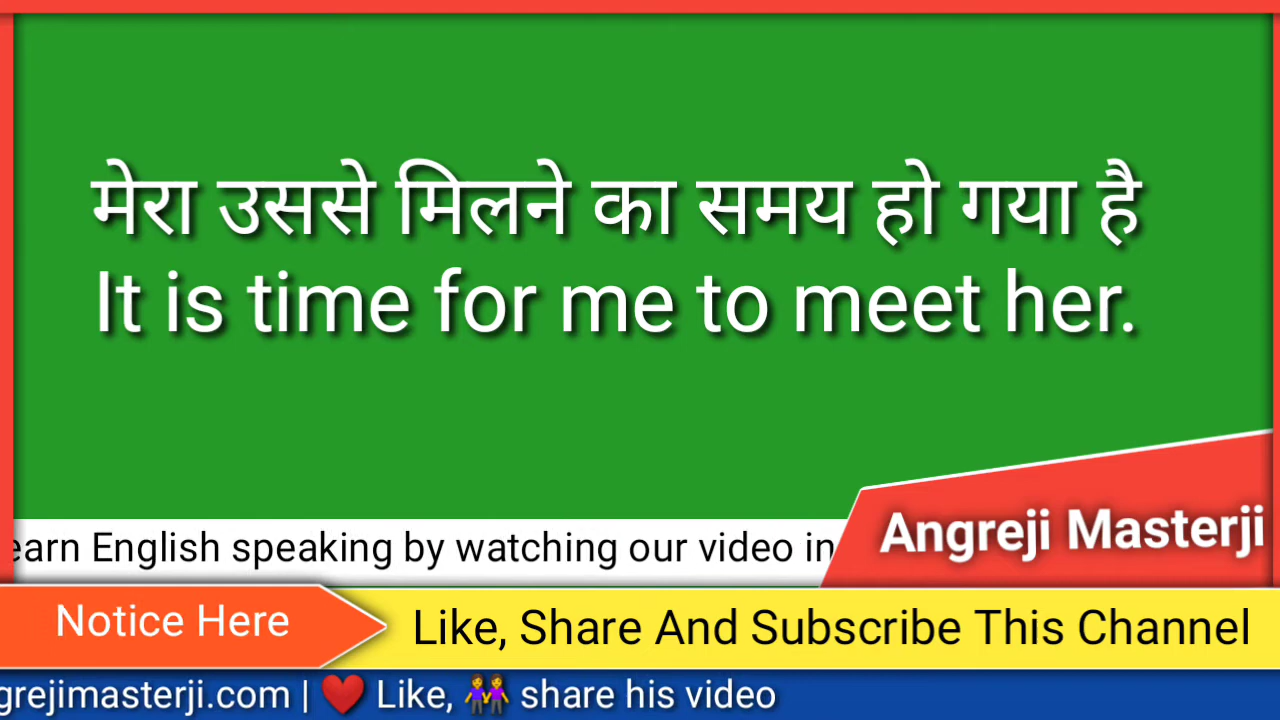 मेरा उससे मिलने का समय हो गया है
It is time for me to meet her.
Angreji Masterji
earn English speaking by watching our video in
Notice Here
Like, Share And Subscribe This Channel
grejimasterji.com | ❤️ Like, 👭 share his video